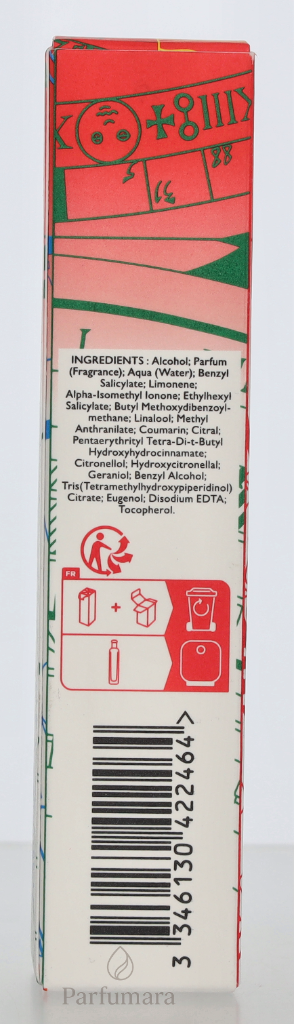 INGREDIENTS : Alcohol; Parfum
(Fragrance); Aqua (Water); Benzyl
Salicylate; Limonene;
Alpha-Isomethyl Ionone; Ethylhexyl
Salicylate; Butyl Methoxydibenzoyl-
methane; Linalool; Methyl
Anthranilate; Coumarin; Citral;
Pentaerythrityl Tetra-Di-t-Butyl
Hydroxyhydrocinnamate;
Citronellol; Hydroxycitronellal;
Geraniol; Benzyl Alcohol;
Tris(Tetramethylhydroxypiperidinol)
Citrate; Eugenol; Disodium EDTA;
Tocopherol.
FR
+
3 346130 422464 >
Parfumara